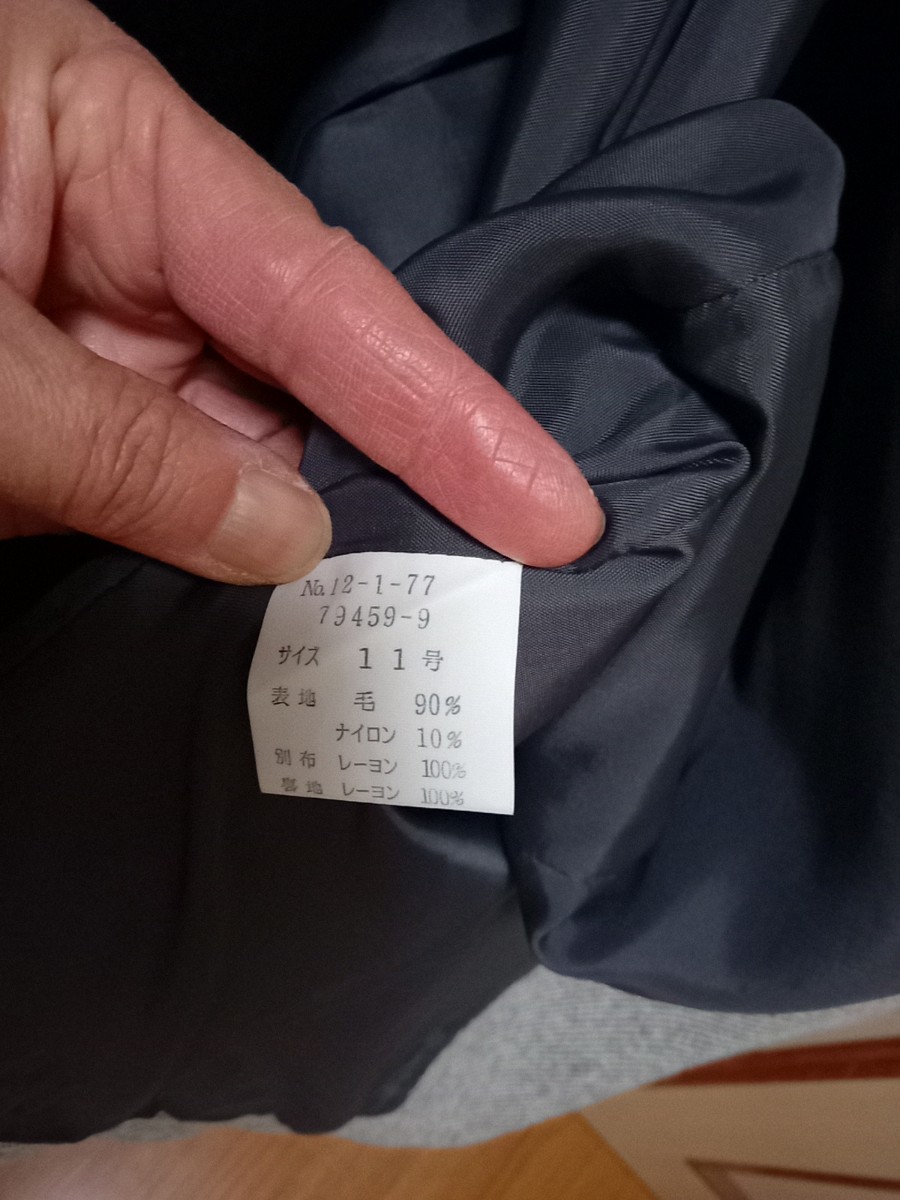 No.12-1-77
79459-9
サイズ 11号
表地 毛 90%
ナイロン 10%
別布 レーヨン 100%
裏地 レーヨン 100%